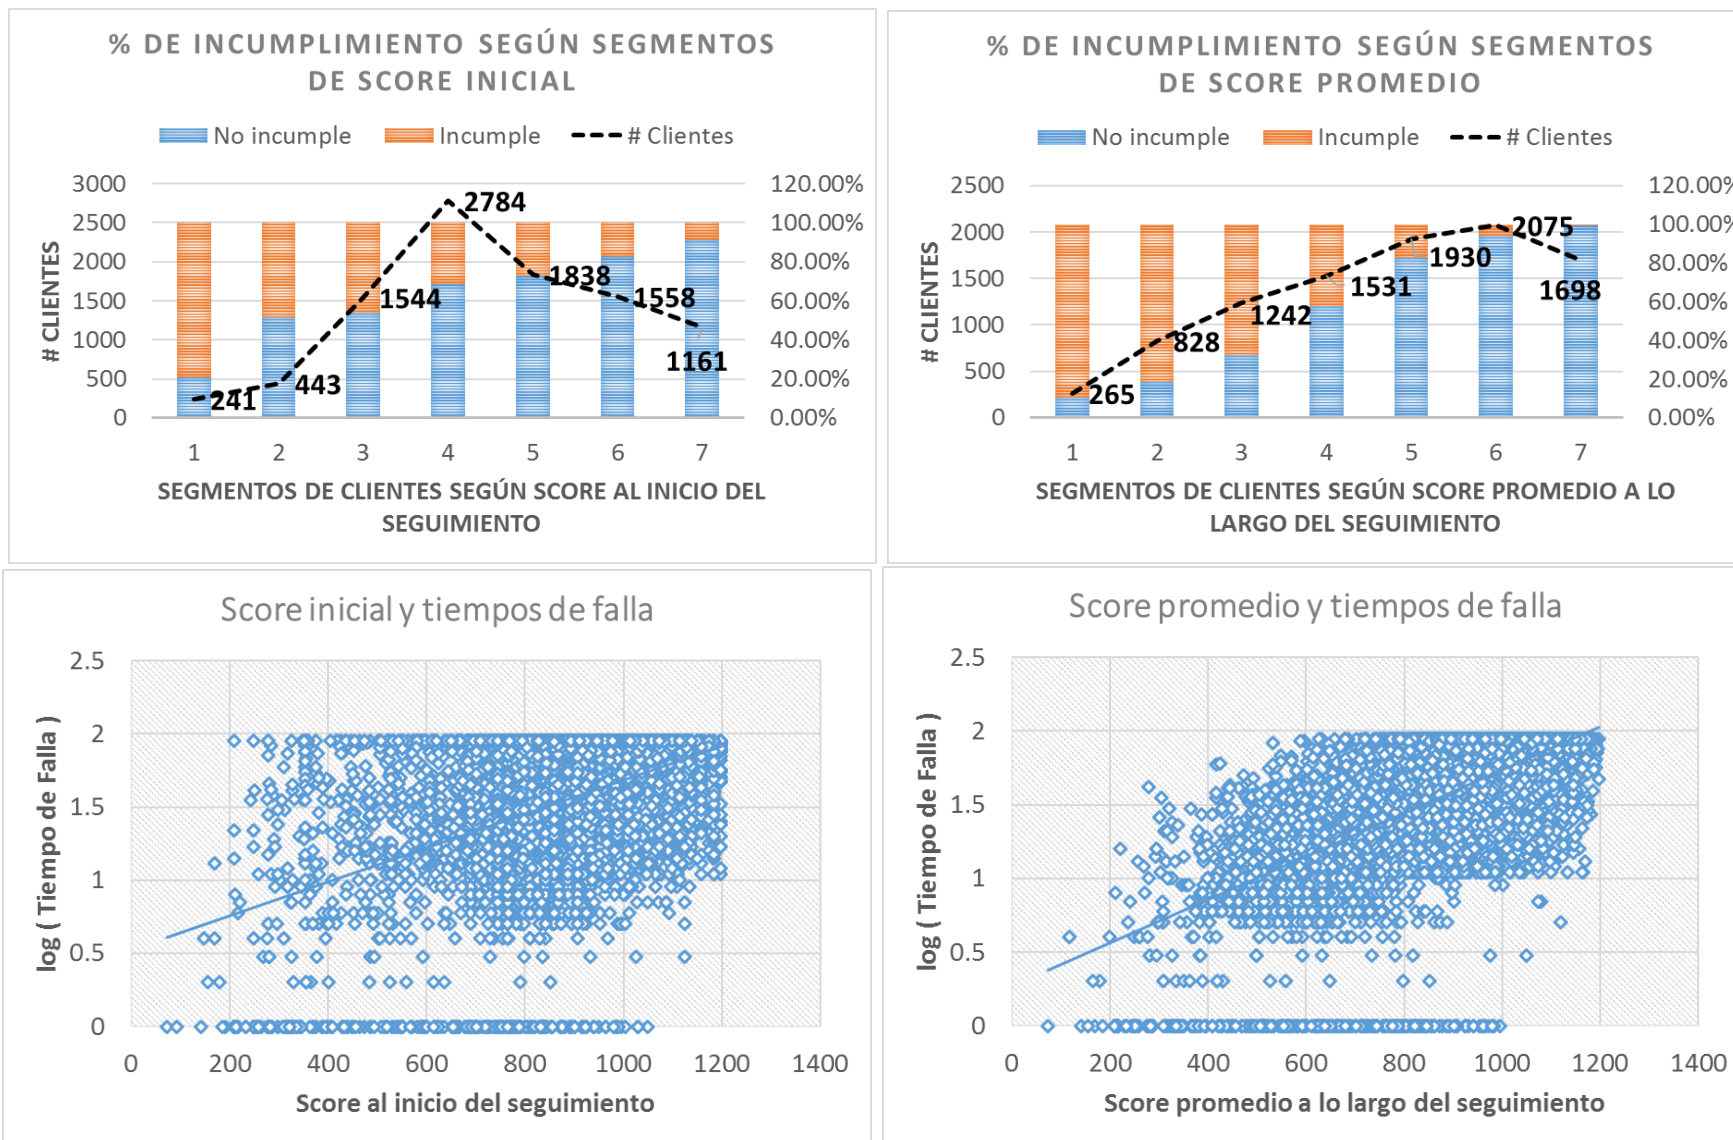 % DE INCUMPLIMIENTO SEGÚN SEGMENTOS
DE SCORE INICIAL
No incumple Incumple # Clientes
# CLIENTES
3000
2500
2000
1500
1000
500
0
120.00%
100.00%
80.00%
60.00%
40.00%
20.00%
0.00%
241
443
1544
2784
1838
1558
1161
1 2 3 4 5 6 7
SEGMENTOS DE CLIENTES SEGÚN SCORE AL INICIO DEL
SEGUIMIENTO
% DE INCUMPLIMIENTO SEGÚN SEGMENTOS
DE SCORE PROMEDIO
No incumple Incumple # Clientes
# CLIENTES
2500
2000
1500
1000
500
0
120.00%
100.00%
80.00%
60.00%
40.00%
20.00%
0.00%
265
828
1242
1531
1930
2075
1698
1 2 3 4 5 6 7
SEGMENTOS DE CLIENTES SEGÚN SCORE PROMEDIO A LO
LARGO DEL SEGUIMIENTO
Score inicial y tiempos de falla
log ( Tiempo de Falla )
2.5
2
1.5
1
0.5
0
0 200 400 600 800 1000 1200 1400
Score al inicio del seguimiento
Score promedio y tiempos de falla
log ( Tiempo de Falla )
2.5
2
1.5
1
0.5
0
0 200 400 600 800 1000 1200 1400
Score promedio a lo largo del seguimiento